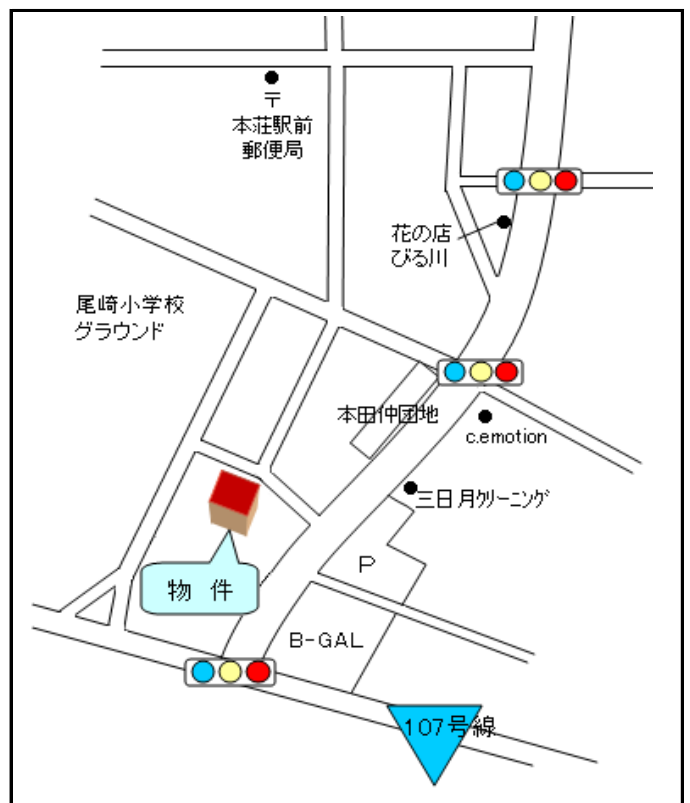 〒
本荘駅前
郵便局
花の店
びる川
尾崎小学校
グラウンド
本田仲団地
c.emotion
三日月クリーニング
P
物 件
B-GAL
107号線